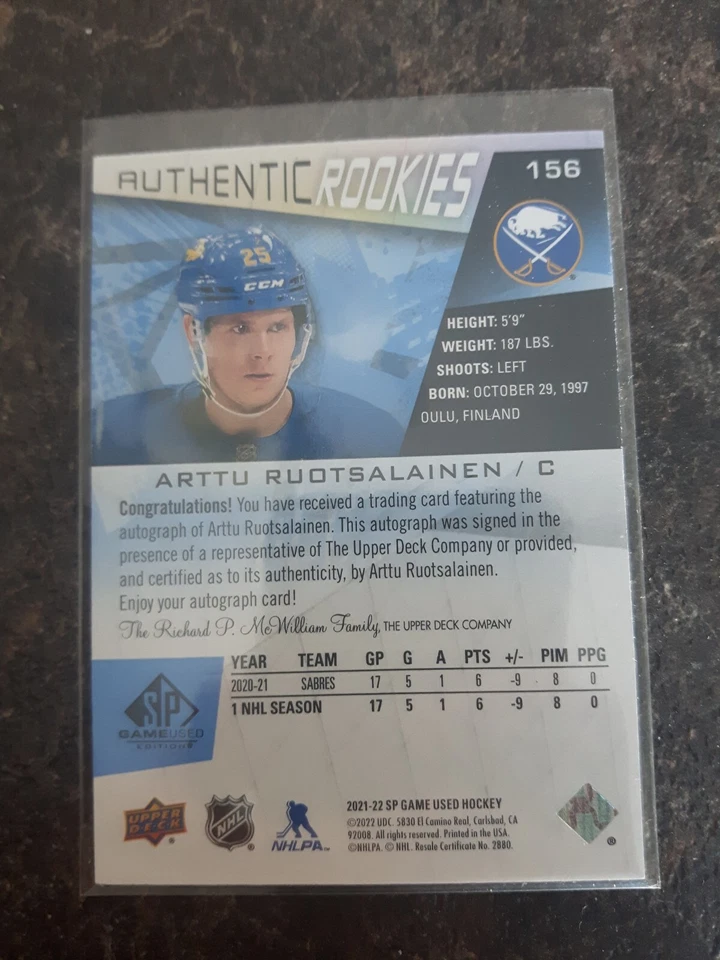 AUTHENTIC ROOKIES
156
25
CCM
HEIGHT: 5'9"
WEIGHT: 187 LBS.
SHOOTS: LEFT
BORN: OCTOBER 29, 1997
OULU, FINLAND
ARTTU RUOTSALAINEN / C
Congratulations! You have received a trading card featuring the
autograph of Arttu Ruotsalainen. This autograph was signed in the
presence of a representative of The Upper Deck Company or provided,
and certified as to its authenticity, by Arttu Ruotsalainen.
Enjoy your autograph card!
The Richard P. McWilliam Family, THE UPPER DECK COMPANY
YEAR TEAM GP G A PTS +/- PIM PPG
2020-21 SABRES 17 5 1 6 -9 8 0
1 NHL SEASON 17 5 1 6 -9 8 0
SP
GAMEUSED
EDITION
2021-22 SP GAME USED HOCKEY
©2022 UDC. 5830 El Camino Real, Carlsbad, CA
92008. All rights reserved. Printed in the USA.
©NHLPA. © NHL. Resale Certificate No. 2880.
UPPER
DECK
®
NHL
®
NHLPA
®